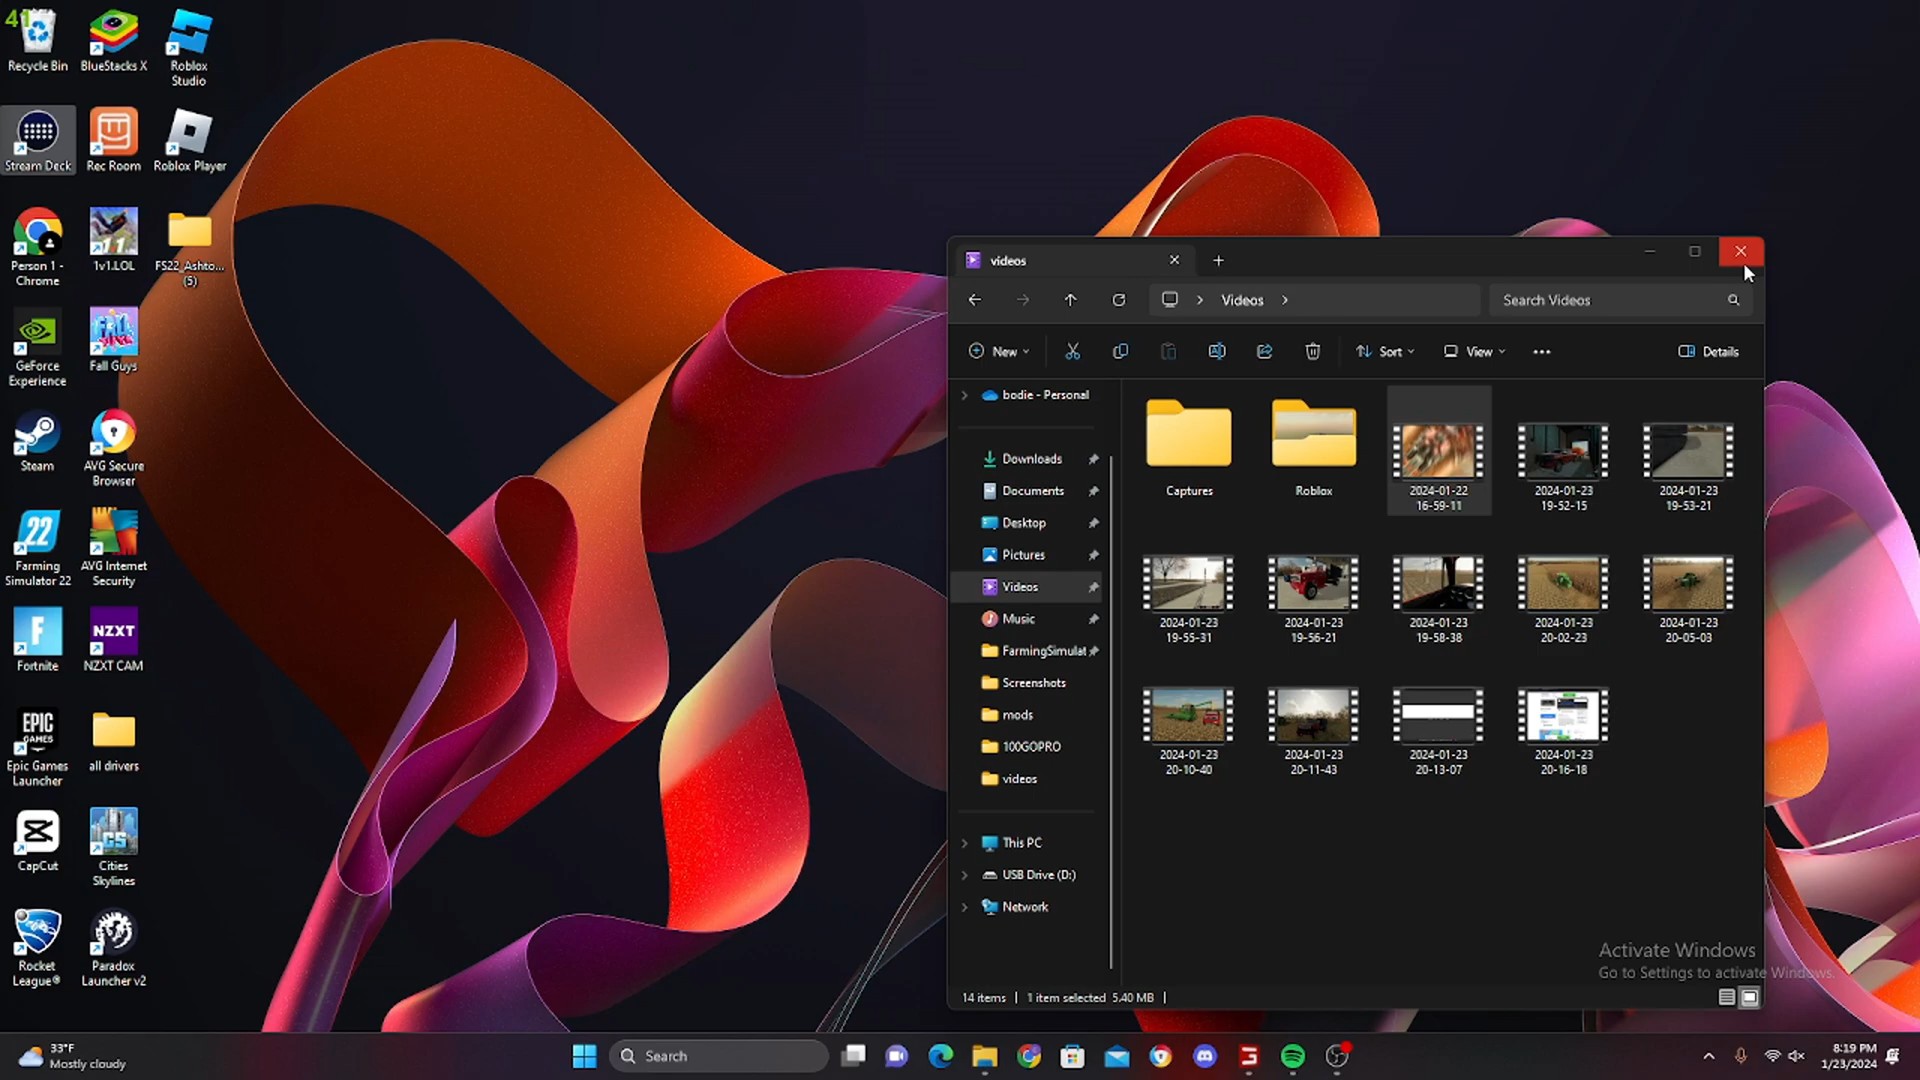 41
Recycle Bin
BlueStacks X
Roblox
Studio
Stream Deck
Rec Room
Roblox Player
Person 1 -
Chrome
11
1v1.LOL
FS22_Ashto...
(5)
GeForce
Experience
FALL
GUYS
Fall Guys
Steam
AVG Secure
Browser
22
Farming
Simulator 22
AVG Internet
Security
F
Fortnite
NZXT
NZXT CAM
EPIC
GAMES
Epic Games
Launcher
all drivers
CapCut
CS
Cities
Skylines
Rocket
League®
Paradox
Launcher v2
videos
Videos
Search Videos
New
Sort
View
Details
bodie - Personal
Downloads
Documents
Desktop
Pictures
Videos
Music
FarmingSimulat
Screenshots
mods
100GOPRO
videos
This PC
USB Drive (D:)
Network
Captures
Roblox
2024-01-22
16-59-11
2024-01-23
19-52-15
2024-01-23
19-53-21
2024-01-23
19-55-31
2024-01-23
19-56-21
2024-01-23
19-58-38
2024-01-23
20-02-23
2024-01-23
20-05-03
2024-01-23
20-10-40
2024-01-23
20-11-43
2024-01-23
20-13-07
2024-01-23
20-16-18
Activate Windows
Go to Settings to activate Windows.
14 items
1 item selected 5.40 MB
33°F
Mostly cloudy
Search
8:19 PM
1/23/2024